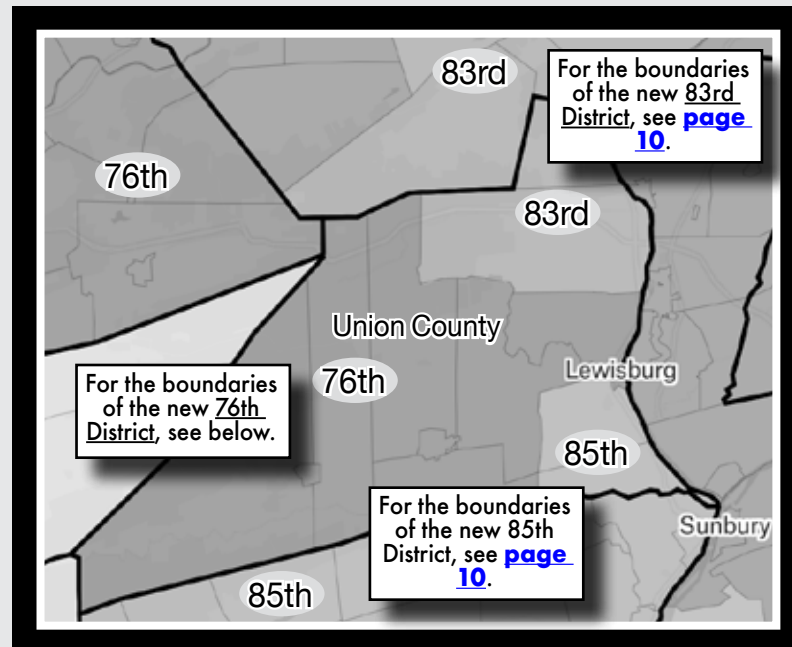 83rd
For the boundaries
of the new 83rd
District, see page
10.
76th
83rd
Union County
Lewisburg
For the boundaries
of the new 76th
District, see below.
76th
85th
For the boundaries
of the new 85th
District, see page
10.
Sunbury
85th